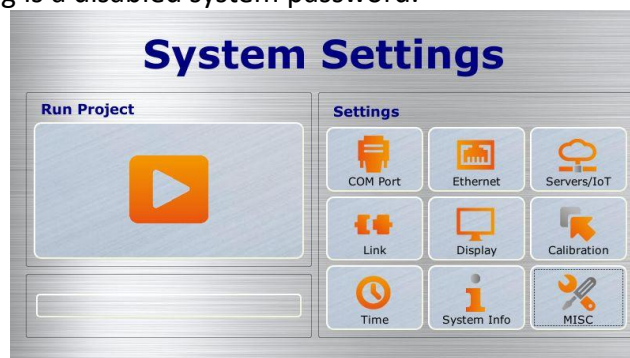 g is a disabled system password.
System Settings
Run Project
Settings
COM Port
Ethernet
Servers/IoT
Link
Display
Calibration
Time
System Info
MISC